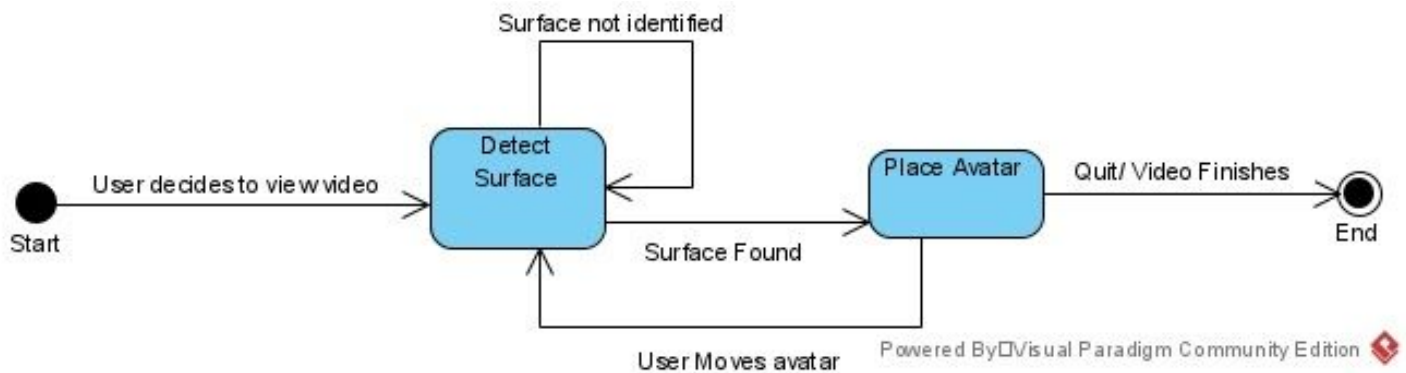 Surface not identified
Detect
Surface
Place Avatar
User decides to view video
Quit/ Video Finishes
Start
End
Surface Found
User Moves avatar
Powered By□Visual Paradigm Community Edition